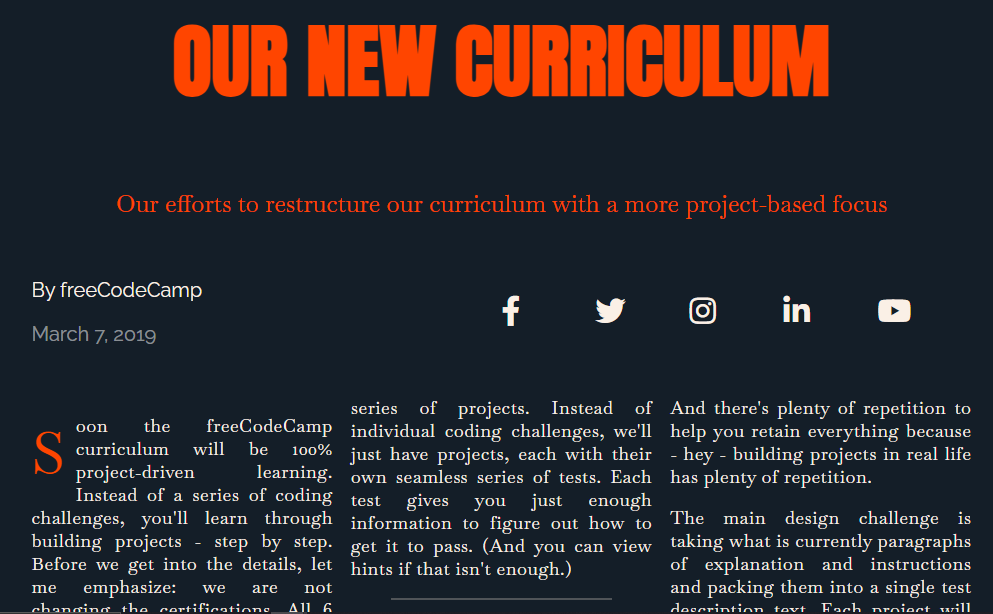 OUR NEW CURRICULUM
Our efforts to restructure our curriculum with a more project-based focus
By freeCodeCamp
March 7, 2019
Soon the freeCodeCamp
curriculum will be 100%
project-driven learning.
Instead of a series of coding
challenges, you'll learn through
building projects - step by step.
Before we get into the details, let
me emphasize: we are not
changing the certifications. All 6
series of projects. Instead of
individual coding challenges, we'll
just have projects, each with their
own seamless series of tests. Each
test gives you just enough
information to figure out how to
get it to pass. (And you can view
hints if that isn't enough.)
And there's plenty of repetition to
help you retain everything because
- hey - building projects in real life
has plenty of repetition.
The main design challenge is
taking what is currently paragraphs
of explanation and instructions
and packing them into a single test
description text. Each project will